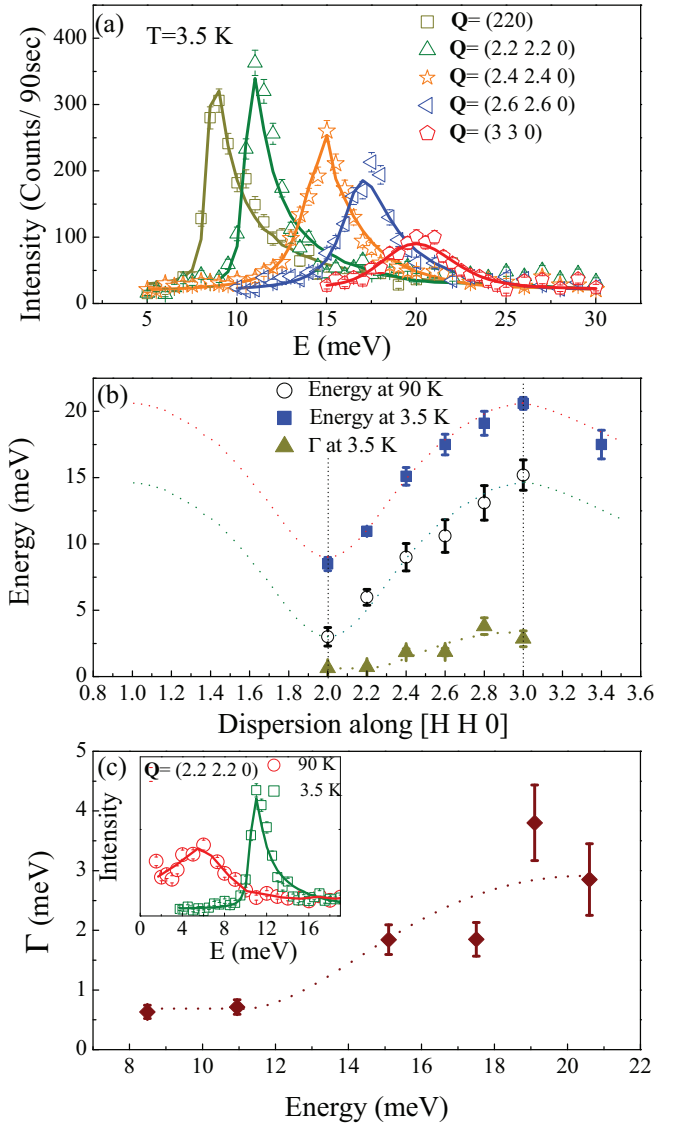 (a)
T=3.5 K
Q= (220)
Q= (2.2 2.2 0)
Q= (2.4 2.4 0)
Q= (2.6 2.6 0)
Q= (3 3 0)
400
300
200
100
0
Intensity (Counts/ 90sec)
5 10 15 20 25 30
E (meV)
(b)
Energy at 90 K
Energy at 3.5 K
Γ at 3.5 K
20
15
10
5
0
Energy (meV)
0.8 1.0 1.2 1.4 1.6 1.8 2.0 2.2 2.4 2.6 2.8 3.0 3.2 3.4 3.6
Dispersion along [H H 0]
(c)
Q= (2.2 2.2 0)
90 K
3.5 K
Intensity
0 4 8 12 16
E (meV)
5
4
3
2
1
0
Γ (meV)
8 10 12 14 16 18 20 22
Energy (meV)